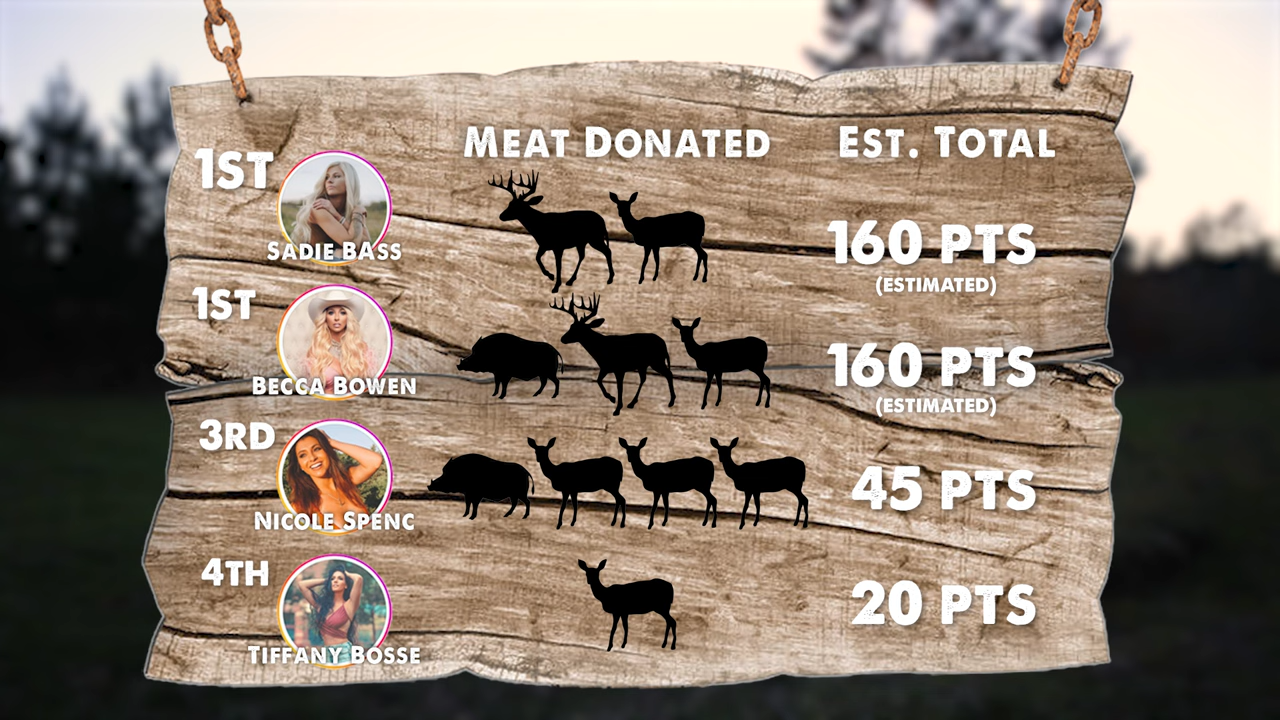 MEAT DONATED
EST. TOTAL
1ST
SADIE BASS
160 PTS
(ESTIMATED)
1ST
BECCA BOWEN
160 PTS
(ESTIMATED)
3RD
NICOLE SPENC
45 PTS
4TH
TIFFANY BOSSE
20 PTS